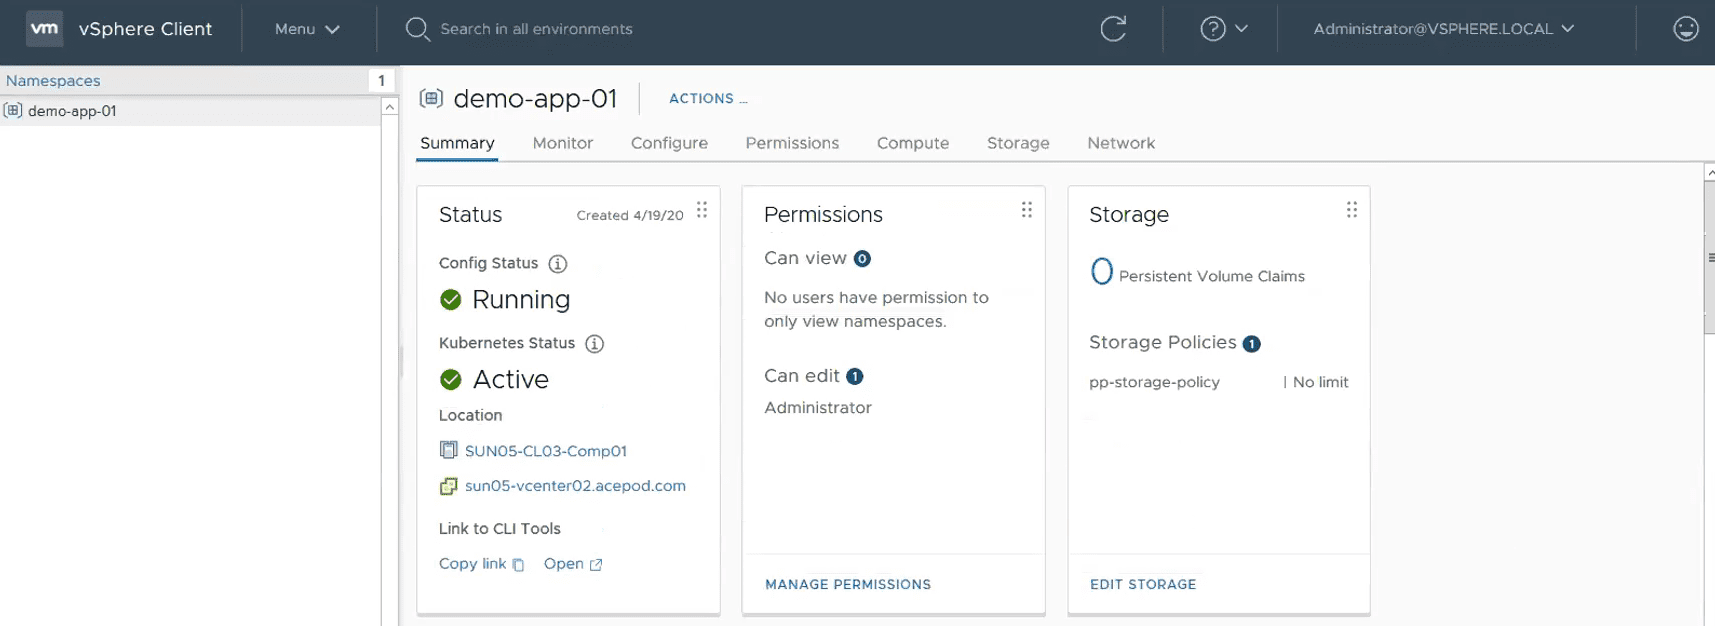 vm vSphere Client Menu Search in all environments ? Administrator@VSPHERE.LOCAL
Namespaces 1
demo-app-01
demo-app-01 ACTIONS ...
Summary Monitor Configure Permissions Compute Storage Network
Status Created 4/19/20
Config Status
Running
Kubernetes Status
Active
Location
SUN05-CL03-Comp01
sun05-vcenter02.acepod.com
Link to CLI Tools
Copy link Open
Permissions
Can view 0
No users have permission to
only view namespaces.
Can edit 1
Administrator
MANAGE PERMISSIONS
Storage
0 Persistent Volume Claims
Storage Policies 1
pp-storage-policy | No limit
EDIT STORAGE